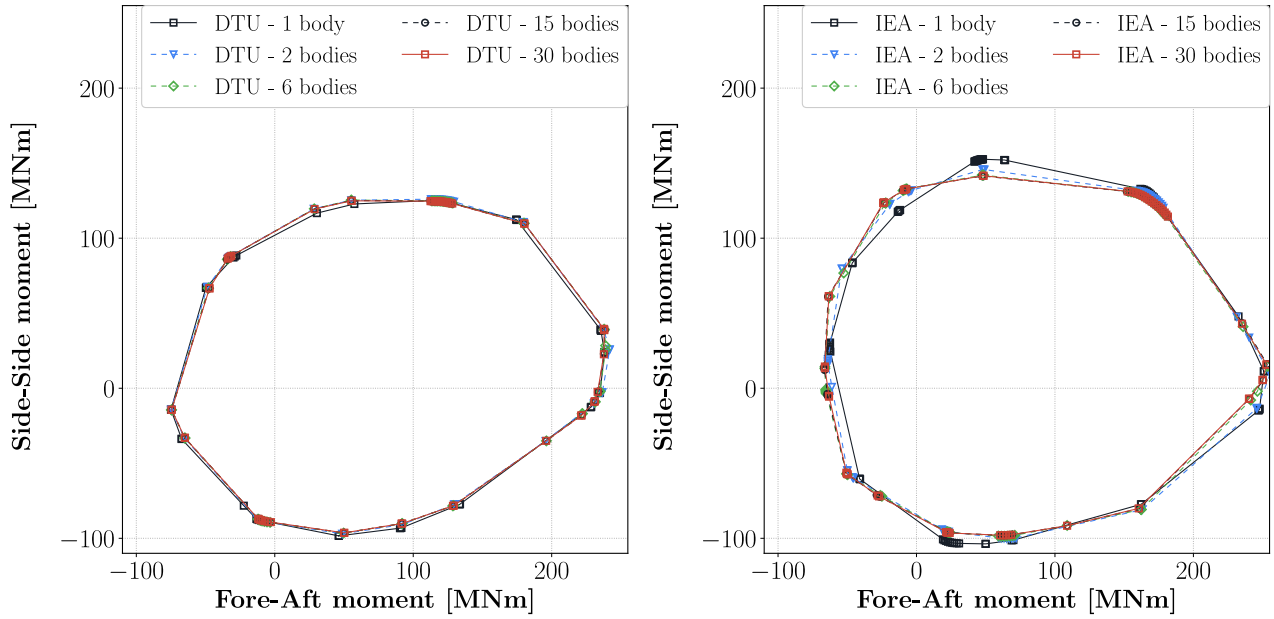 DTU - 1 body
DTU - 2 bodies
DTU - 6 bodies
DTU - 15 bodies
DTU - 30 bodies
200
100
0
−100
−100
0
100
200
Side-Side moment [MNm]
Fore-Aft moment [MNm]
IEA - 1 body
IEA - 2 bodies
IEA - 6 bodies
IEA - 15 bodies
IEA - 30 bodies
200
100
0
−100
−100
0
100
200
Side-Side moment [MNm]
Fore-Aft moment [MNm]